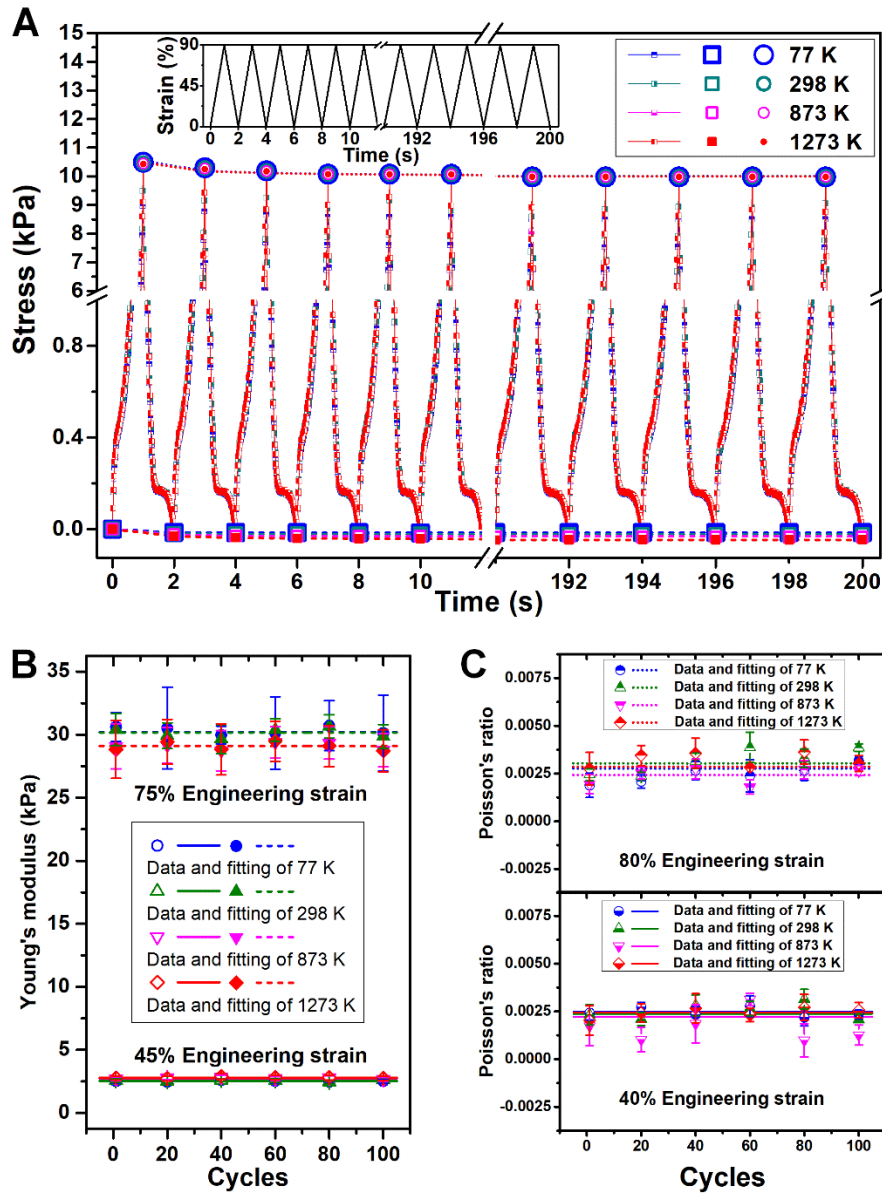 A
15
14
13
12
11
10
9
8
7
6
0.8
0.4
0.0
Stress (kPa)
90
45
0
Strain (%)
0 2 4 6 8 10 192 196 200
Time (s)
77 K
298 K
873 K
1273 K
0 2 4 6 8 10 192 194 196 198 200
Time (s)
B
35
30
25
20
15
10
5
0
Young's modulus (kPa)
75% Engineering strain
Data and fitting of 77 K
Data and fitting of 298 K
Data and fitting of 873 K
Data and fitting of 1273 K
45% Engineering strain
0 20 40 60 80 100
Cycles
C
0.0075
0.0050
0.0025
0.0000
-0.0025
Poisson's ratio
Data and fitting of 77 K
Data and fitting of 298 K
Data and fitting of 873 K
Data and fitting of 1273 K
80% Engineering strain
0.0075
0.0050
0.0025
0.0000
-0.0025
Poisson's ratio
Data and fitting of 77 K
Data and fitting of 298 K
Data and fitting of 873 K
Data and fitting of 1273 K
40% Engineering strain
0 20 40 60 80 100
Cycles